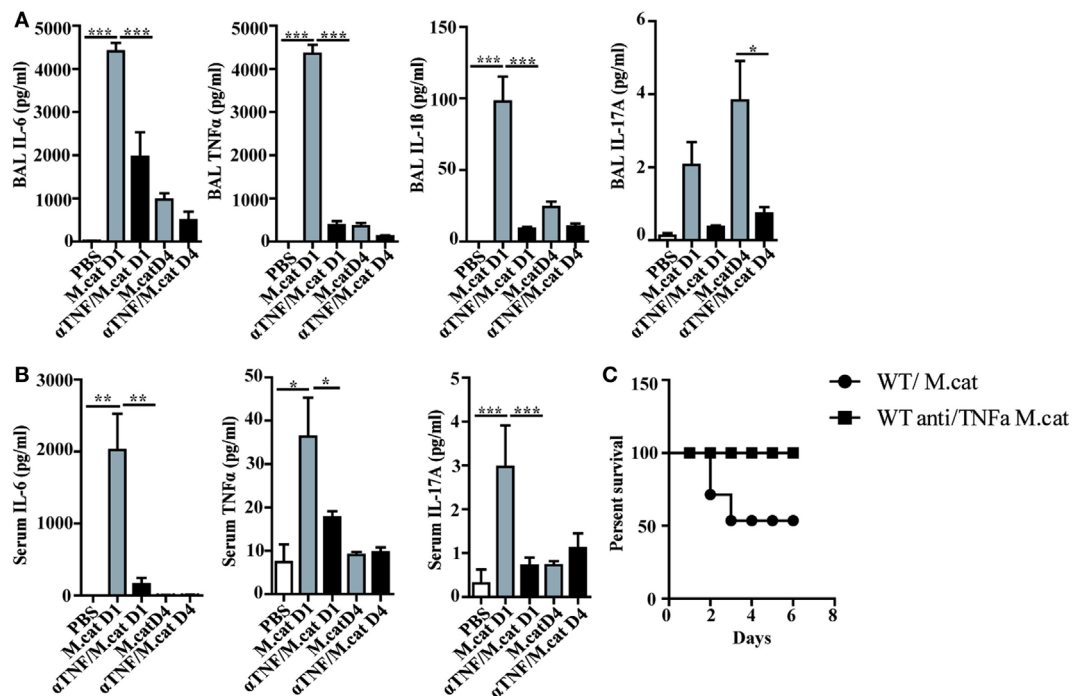 A
BAL IL-6 (pg/ml)
5000
4000
3000
2000
1000
0
***
***
PBS
M.cat D1
αTNF/M.cat D1
M.catD4
αTNF/M.cat D4
BAL TNFα (pg/ml)
5000
4000
3000
2000
1000
0
***
***
PBS
M.cat D1
αTNF/M.cat D1
M.catD4
αTNF/M.cat D4
BAL IL-1ß (pg/ml)
150
100
50
0
***
***
PBS
M.cat D1
αTNF/M.cat D1
M.catD4
αTNF/M.cat D4
BAL IL-17A (pg/ml)
6
4
2
0
*
PBS
M.cat D1
αTNF/M.cat D1
M.catD4
αTNF/M.cat D4
B
Serum IL-6 (pg/ml)
3000
2000
1000
0
**
**
PBS
M.cat D1
αTNF/M.cat D1
M.catD4
αTNF/M.cat D4
Serum TNFα (pg/ml)
50
40
30
20
10
0
*
*
PBS
M.cat D1
αTNF/M.cat D1
M.catD4
αTNF/M.cat D4
Serum IL-17A (pg/ml)
5
4
3
2
1
0
***
***
PBS
M.cat D1
αTNF/M.cat D1
M.catD4
αTNF/M.cat D4
C
Persent survival
150
100
50
0
0
2
4
6
8
Days
WT/ M.cat
WT anti/TNFa M.cat